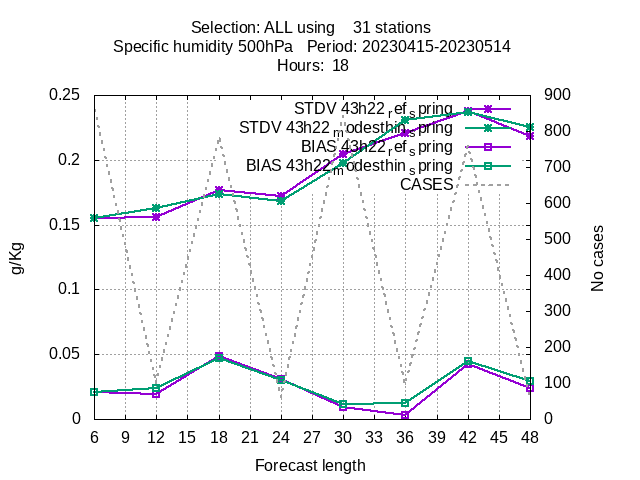 Selection: ALL using    31 stations
Specific humidity 500hPa   Period: 20230415-20230514
Hours:  18
0.25
0.2
0.15
0.1
0.05
0
900
800
700
600
500
400
300
200
100
0
STDV 43h22_ref_spring
STDV 43h22_modesthin_spring
BIAS 43h22_ref_spring
BIAS 43h22_modesthin_spring
CASES
g/Kg
No cases
6 9 12 15 18 21 24 27 30 33 36 39 42 45 48
Forecast length